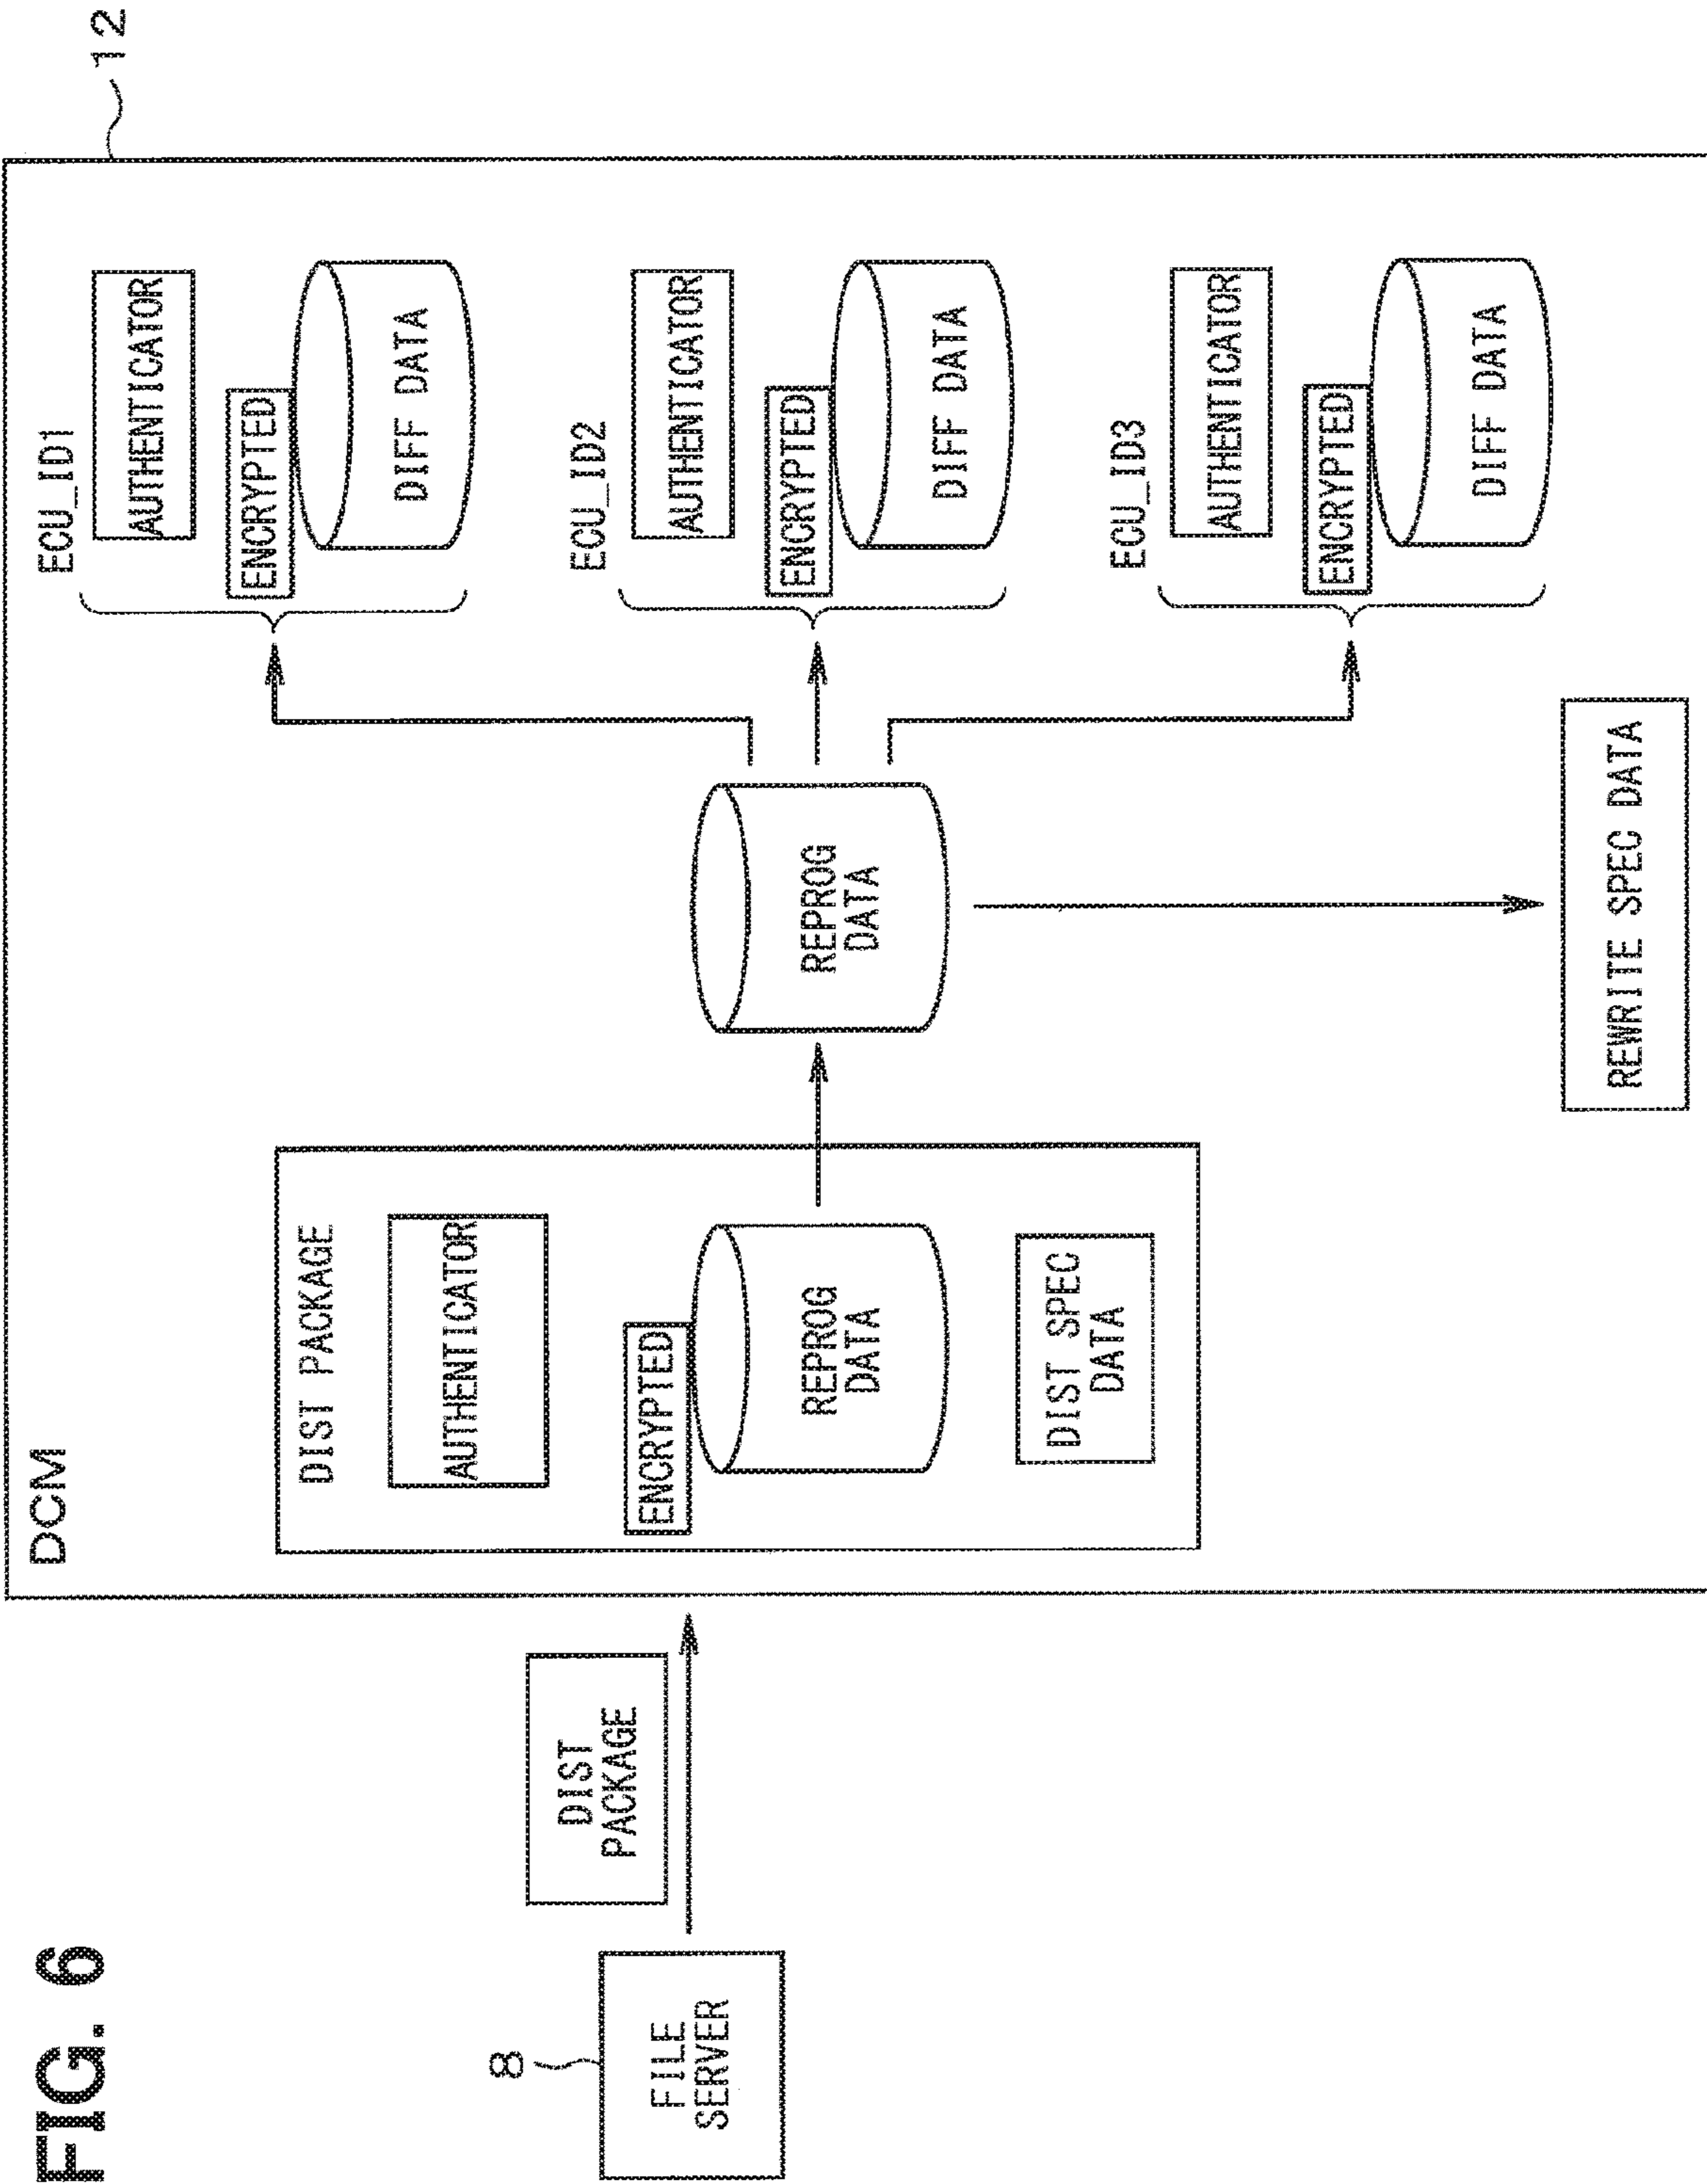 FIG. 6
8
FILE
SERVER
DIST
PACKAGE
DCM
12
DIST PACKAGE
AUTHENTICATOR
ENCRYPTED
REPROG
DATA
DIST SPEC
DATA
REPROG
DATA
ECU_ID1
AUTHENTICATOR
ENCRYPTED
DIFF DATA
ECU_ID2
AUTHENTICATOR
ENCRYPTED
DIFF DATA
ECU_ID3
AUTHENTICATOR
ENCRYPTED
DIFF DATA
REWRITE SPEC DATA